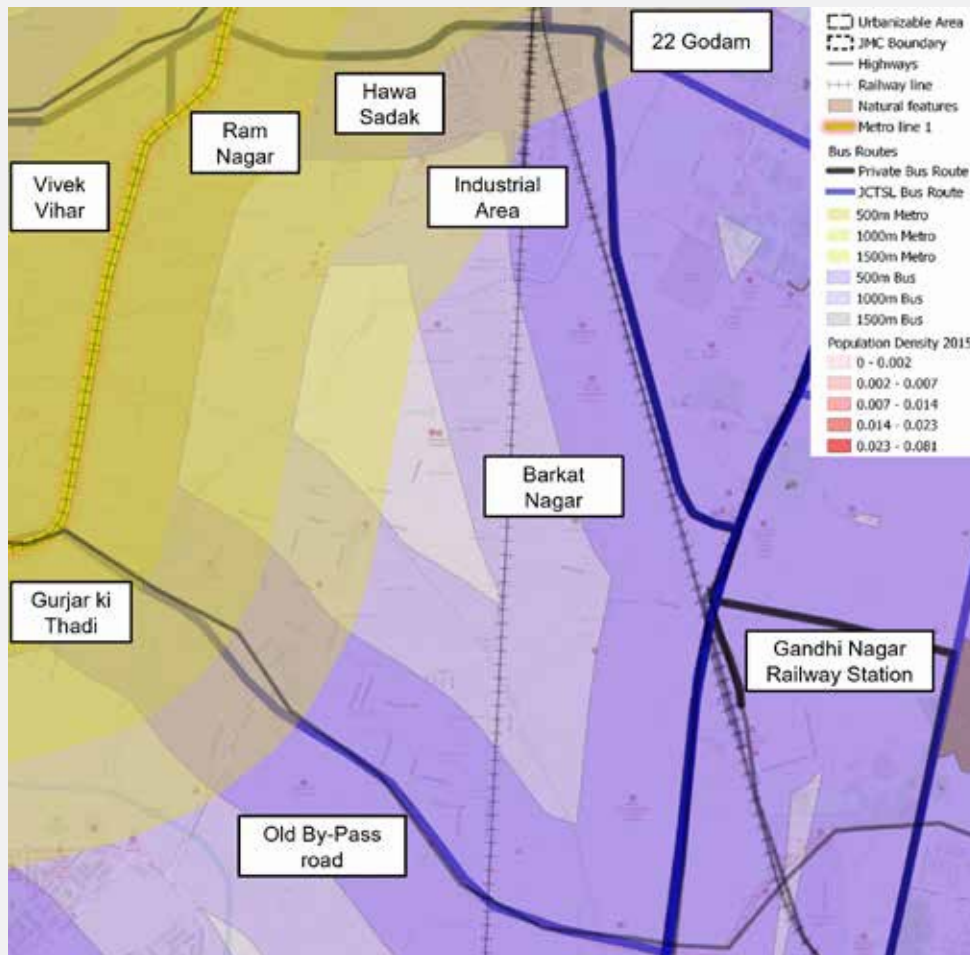 22 Godam
Hawa
Sadak
Ram
Nagar
Vivek
Vihar
Industrial
Area
Barkat
Nagar
Gurjar ki
Thadi
Gandhi Nagar
Railway Station
Old By-Pass
road
Urbanizable Area
JMC Boundary
Highways
Railway line
Natural features
Metro line 1
Bus Routes
Private Bus Route
JCTSL Bus Route
500m Metro
1000m Metro
1500m Metro
500m Bus
1000m Bus
1500m Bus
Population Density 2015
0 - 0.002
0.002 - 0.007
0.007 - 0.014
0.014 - 0.023
0.023 - 0.081